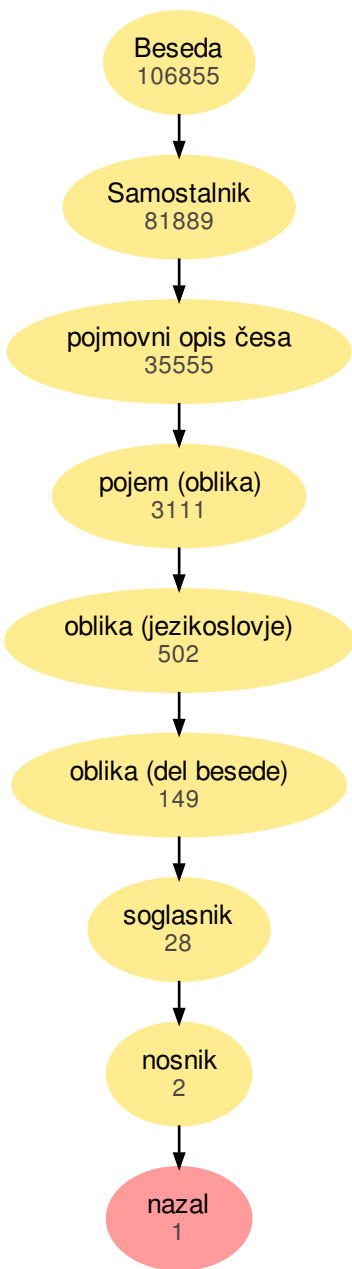 Beseda
106855
Samostalnik
81889
pojmovni opis česa
35555
pojem (oblika)
3111
oblika (jezikoslovje)
502
oblika (del besede)
149
soglasnik
28
nosnik
2
nazal
1